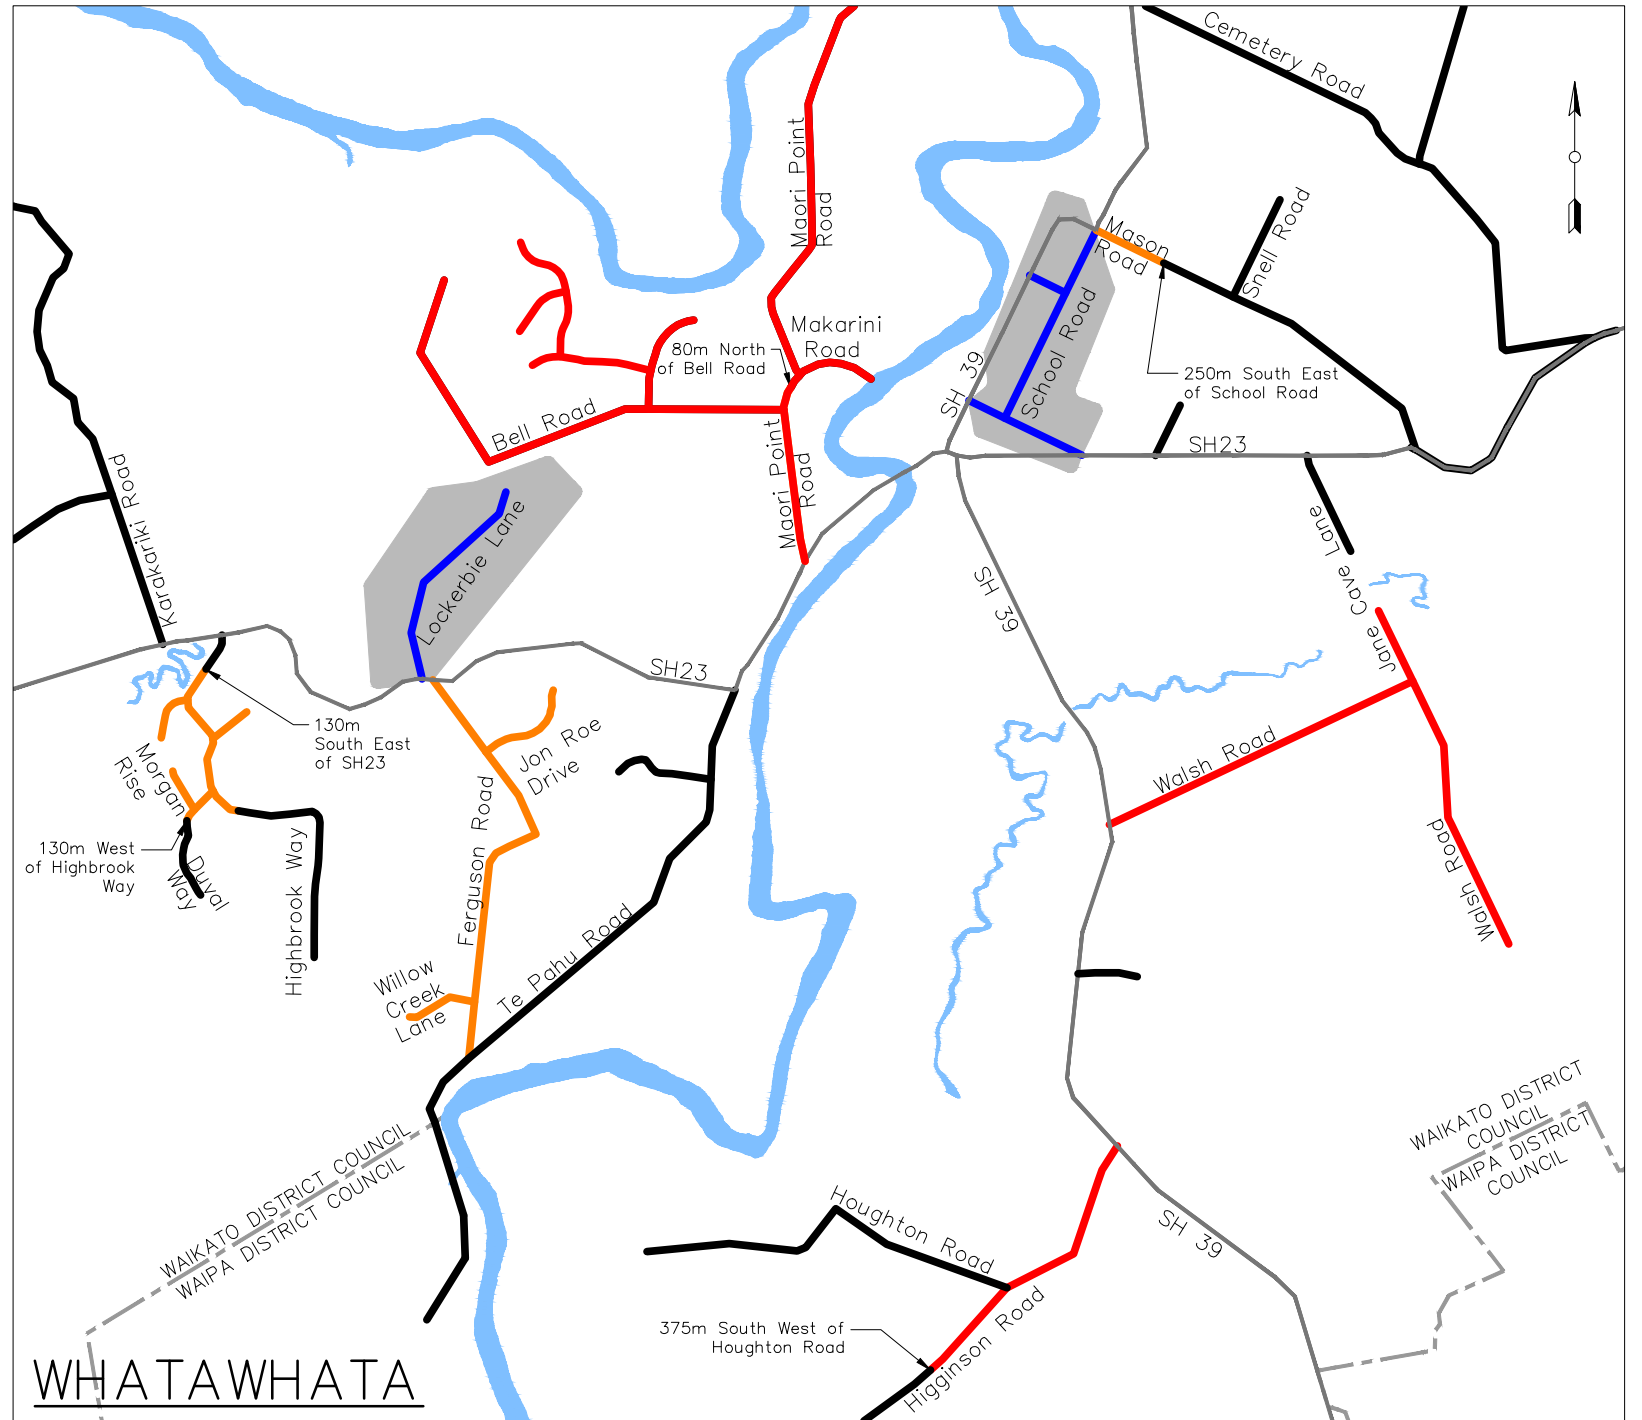 Cemetery Road
Maori Point
Road
Mason
Road
Snell Road
Makarini
Road
80m North
of Bell Road
SH 39
School Road
250m South East
of School Road
Bell Road
Maori Point
Road
SH23
Karakariki Road
Lockerbie Lane
Jane Cave Lane
SH 39
SH23
130m
South East
of SH23
Morgan
Rise
Jon Roe
Drive
Walsh Road
Ferguson Road
130m West
of Highbrook
Way
Duval
Way
Highbrook Way
Walsh Road
Willow
Creek
Lane
Te Pahu Road
WAIKATO DISTRICT COUNCIL
WAIPA DISTRICT COUNCIL
WAIKATO DISTRICT
COUNCIL
WAIPA DISTRICT
COUNCIL
Houghton Road
SH 39
375m South West of
Houghton Road
Higginson Road
WHATAWHATA